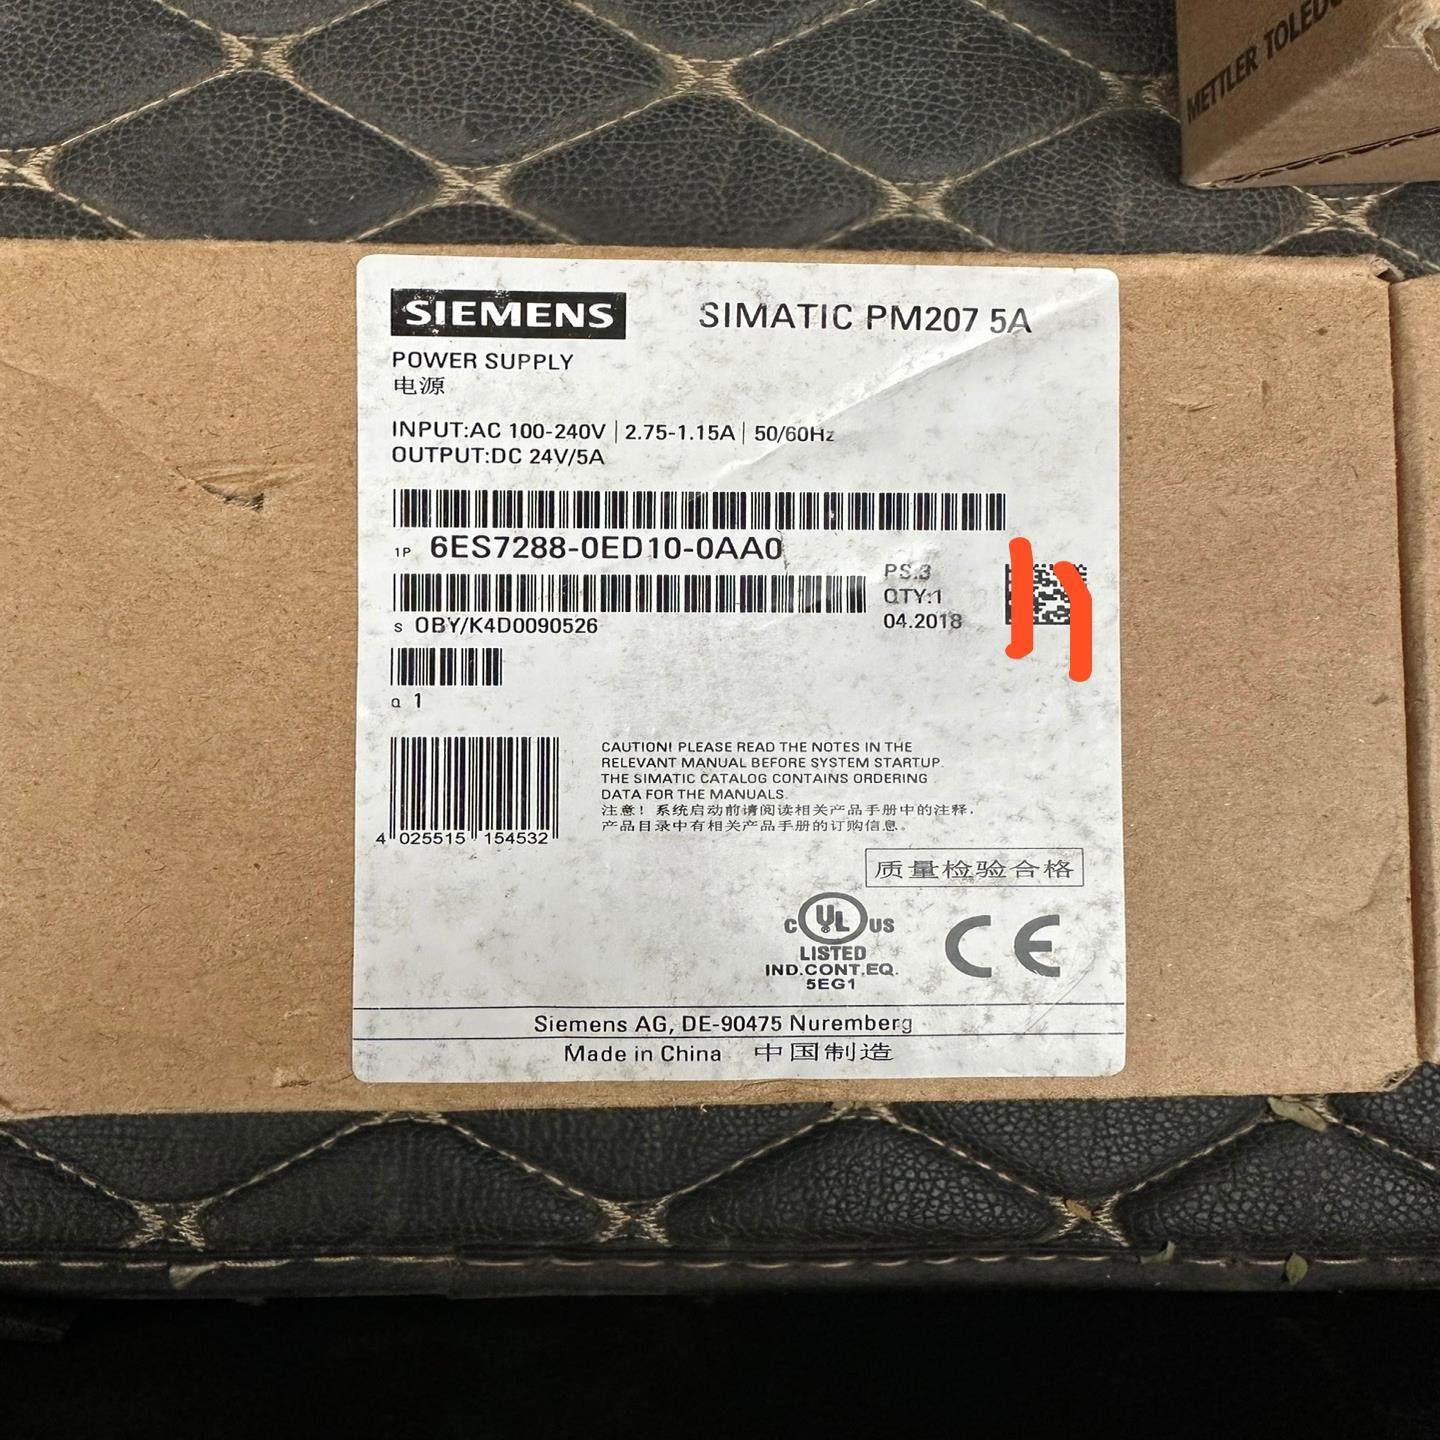 METTLER TOLEDO
SIEMENS SIMATIC PM207 5A
POWER SUPPLY
电源
INPUT:AC 100-240V | 2.75-1.15A | 50/60Hz
OUTPUT:DC 24V/5A
1P 6ES7288-0ED10-0AA0
PS:3
QTY:1
04.2018
S 0BY/K4D0090526
Q 1
4 025515 154532
CAUTION! PLEASE READ THE NOTES IN THE
RELEVANT MANUAL BEFORE SYSTEM STARTUP.
THE SIMATIC CATALOG CONTAINS ORDERING
DATA FOR THE MANUALS.
注意！系统启动前请阅读相关产品手册中的注释，
产品目录中有相关产品手册的订购信息。
质量检验合格
C UL US
LISTED
IND.CONT.EQ.
5EG1
CE
Siemens AG, DE-90475 Nuremberg
Made in China 中国制造